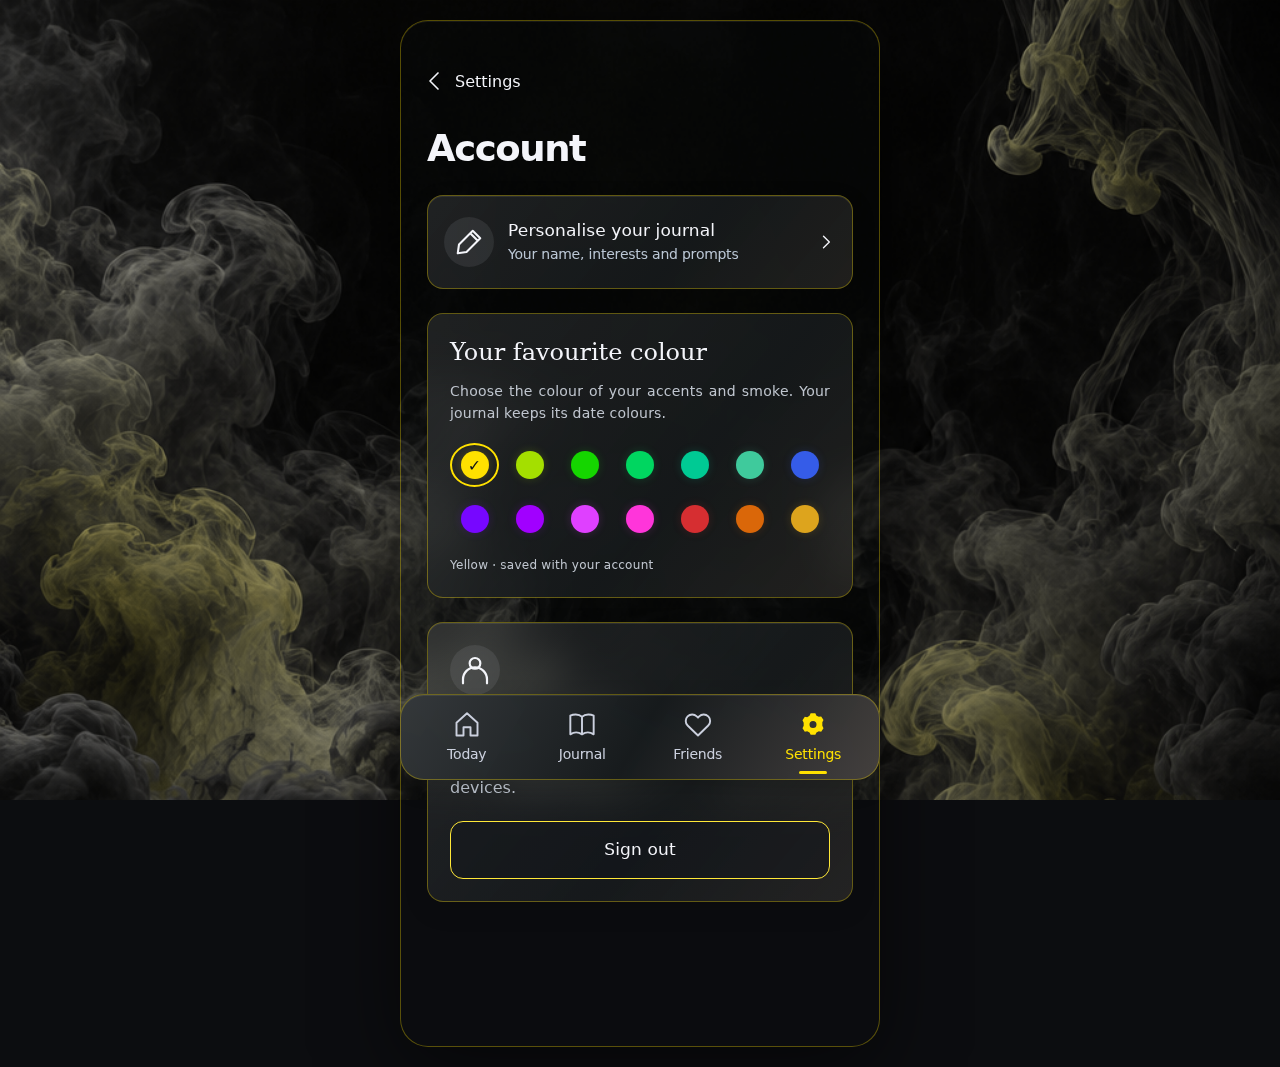 Settings
Account
Personalise your journal
Your name, interests and prompts
Your favourite colour
Choose the colour of your accents and smoke. Your
journal keeps its date colours.
✓
Yellow · saved with your account
Today
Journal
Friends
Settings
devices.
Sign out